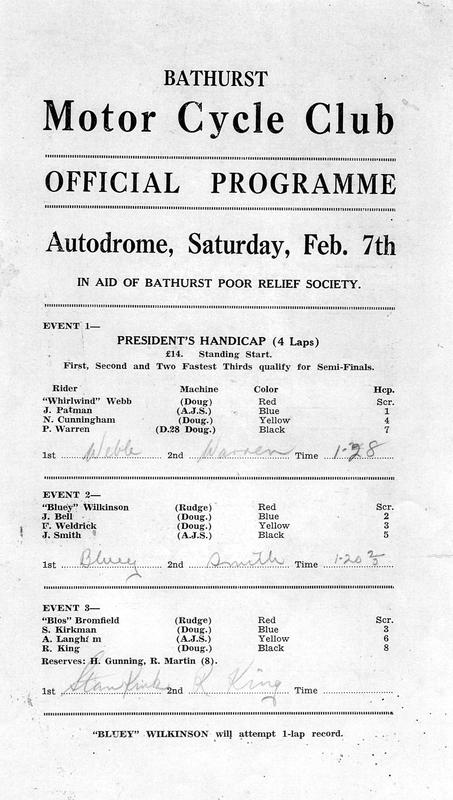 BATHURST
Motor Cycle Club
OFFICIAL PROGRAMME
Autodrome, Saturday, Feb. 7th
IN AID OF BATHURST POOR RELIEF SOCIETY.
EVENT 1—
PRESIDENT'S HANDICAP (4 Laps)
£14. Standing Start.
First, Second and Two Fastest Thirds qualify for Semi-Finals.
Rider Machine Color Hcp.
"Whirlwind" Webb (Doug) Red Scr.
J. Patman (A.J.S.) Blue 1
N. Cunningham (Doug.) Yellow 4
P. Warren (D.28 Doug.) Black 7
1st Webb 2nd Warren Time 1-28
EVENT 2—
"Bluey" Wilkinson (Rudge) Red Scr.
J. Bell (Doug.) Blue 2
F. Weldrick (Doug.) Yellow 3
J. Smith (A.J.S.) Black 5
1st Bluey 2nd Smith Time 1-20 2/5
EVENT 3—
"Blos" Bromfield (Rudge) Red Scr.
S. Kirkman (Doug.) Blue 3
A. Langh m (A.J.S.) Yellow 6
R. King (Doug.) Black 8
Reserves: H. Gunning, R. Martin (8).
1st Stan Kirk 2nd R King Time
"BLUEY" WILKINSON will attempt 1-lap record.